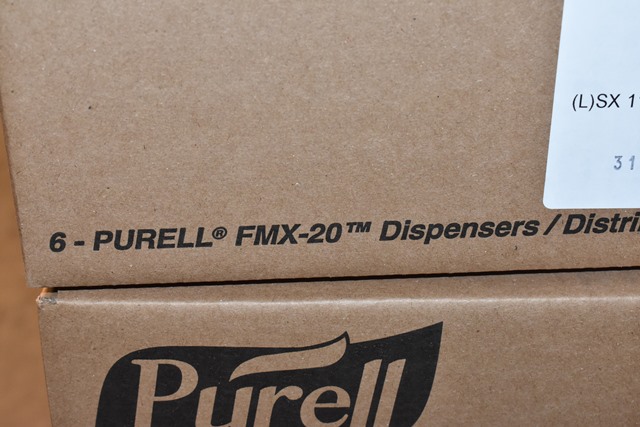 (L)SX 1
31
6 - PURELL® FMX-20™ Dispensers / Distri
Purell